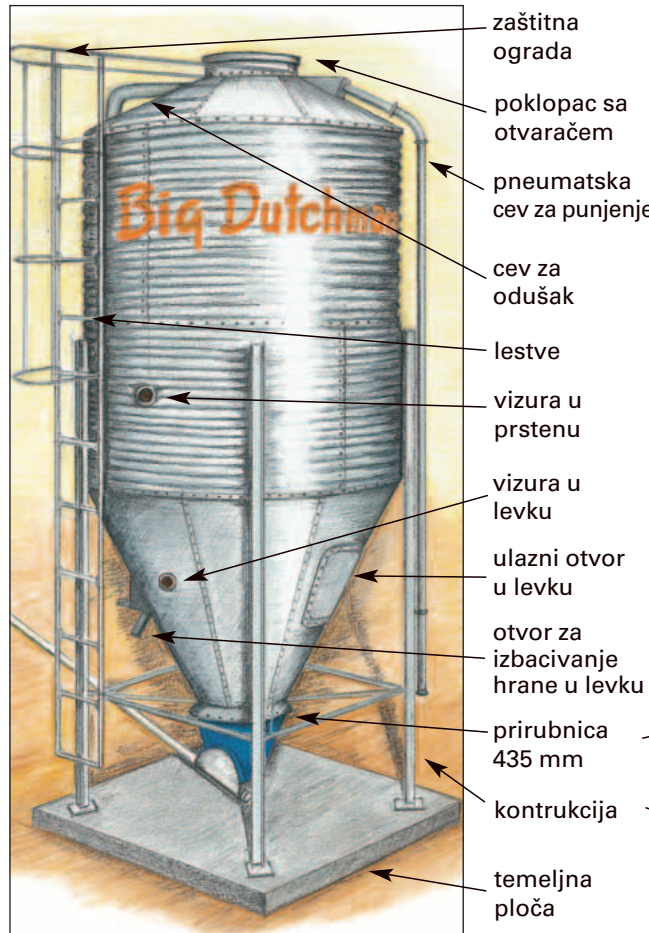 zaštitna
ograda
poklopac sa
otvaračem
Big Dutchman
pneumatska
cev za punjenje
cev za
odušak
lestve
vizura u
prstenu
vizura u
levku
ulazni otvor
u levku
otvor za
izbacivanje
hrane u levku
prirubnica
435 mm
kontrukcija
temeljna
ploča